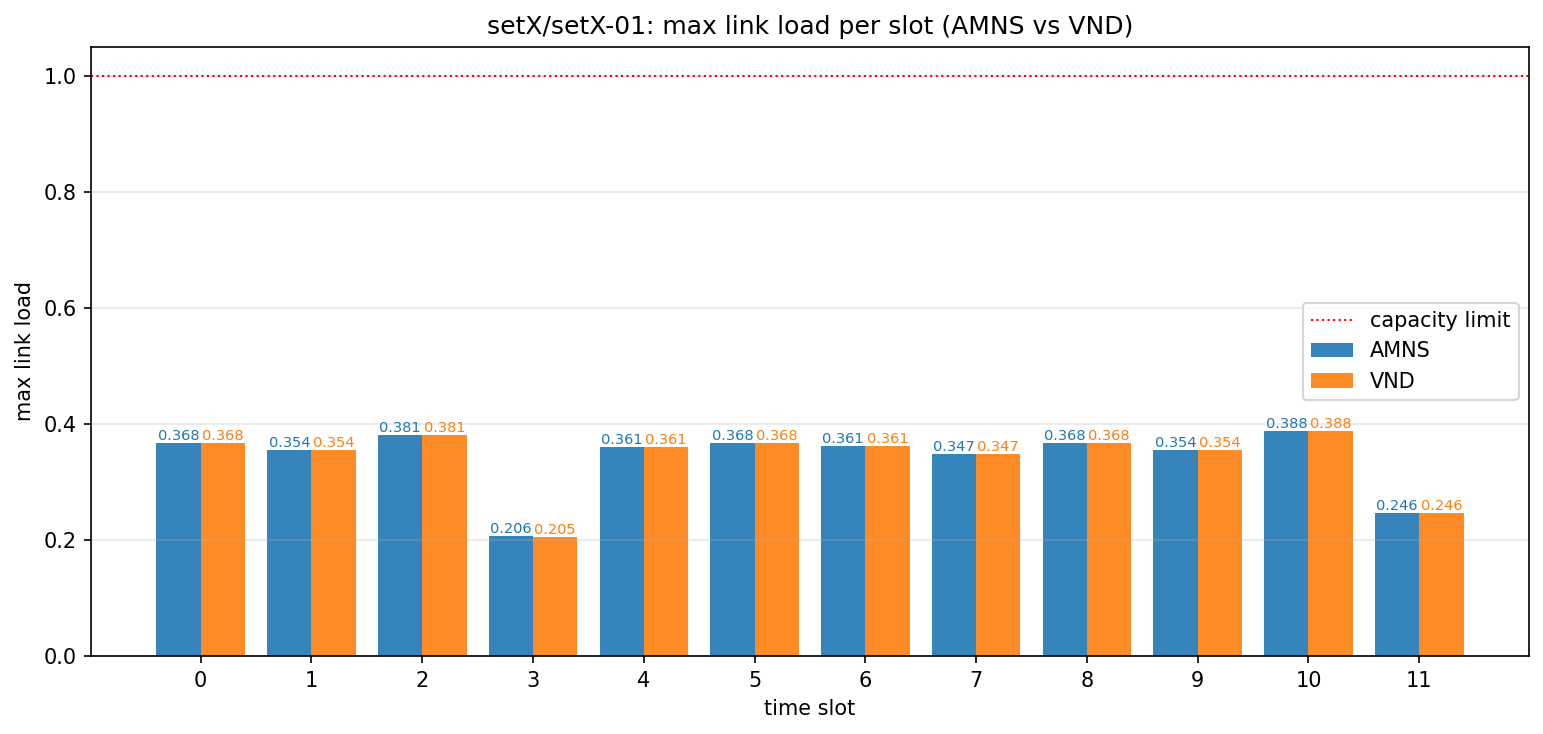 setX/setX-01: max link load per slot (AMNS vs VND)
max link load
1.0
0.8
0.6
0.4
0.2
0.0
capacity limit
AMNS
VND
0.368 0.368
0.354 0.354
0.381 0.381
0.206 0.205
0.361 0.361
0.368 0.368
0.361 0.361
0.347 0.347
0.368 0.368
0.354 0.354
0.388 0.388
0.246 0.246
0 1 2 3 4 5 6 7 8 9 10 11
time slot